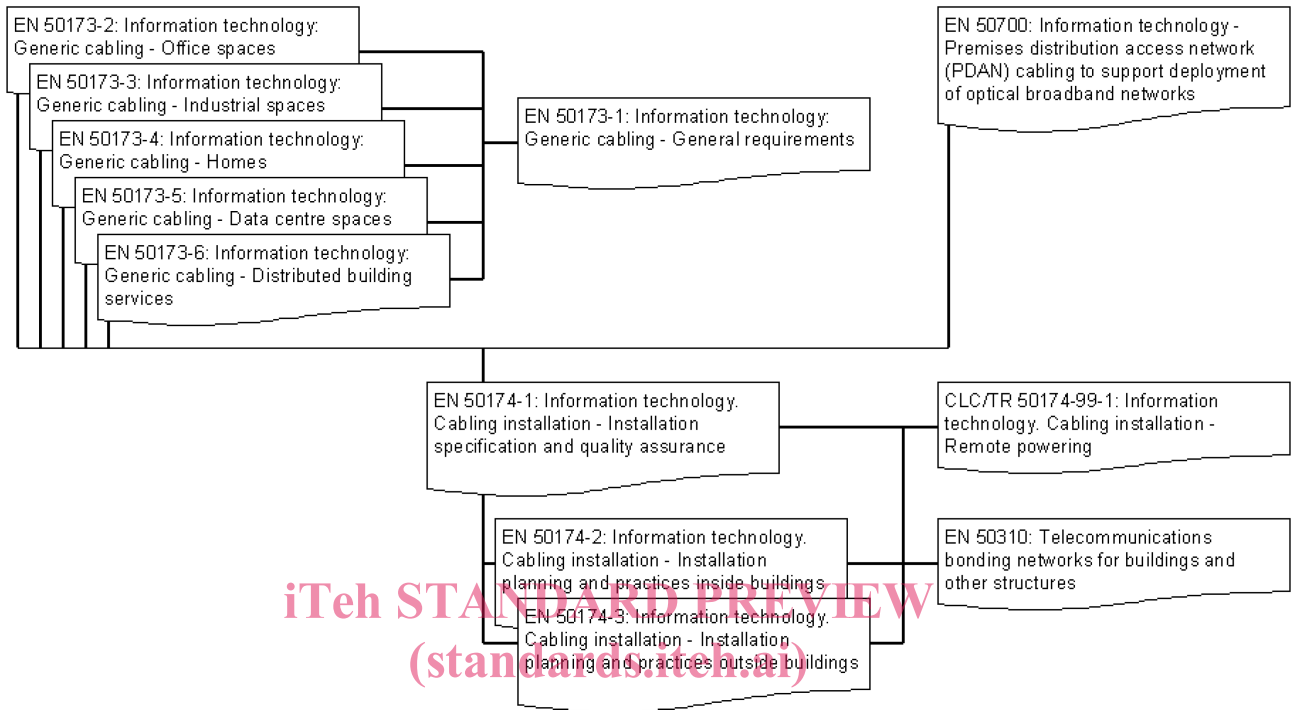 EN 50173-2: Information technology:
Generic cabling - Office spaces
EN 50173-3: Information technology:
Generic cabling - Industrial spaces
EN 50173-4: Information technology:
Generic cabling - Homes
EN 50173-5: Information technology:
Generic cabling - Data centre spaces
EN 50173-6: Information technology:
Generic cabling - Distributed building
services
EN 50173-1: Information technology:
Generic cabling - General requirements
EN 50700: Information technology -
Premises distribution access network
(PDAN) cabling to support deployment
of optical broadband networks
EN 50174-1: Information technology.
Cabling installation - Installation
specification and quality assurance
CLC/TR 50174-99-1: Information
technology. Cabling installation -
Remote powering
EN 50174-2: Information technology.
Cabling installation - Installation
planning and practices inside buildings
EN 50310: Telecommunications
bonding networks for buildings and
other structures
iTeh STANDARD PREVIEW
EN 50174-3: Information technology.
Cabling installation - Installation
planning and practices outside buildings
(standards.iteh.ai)